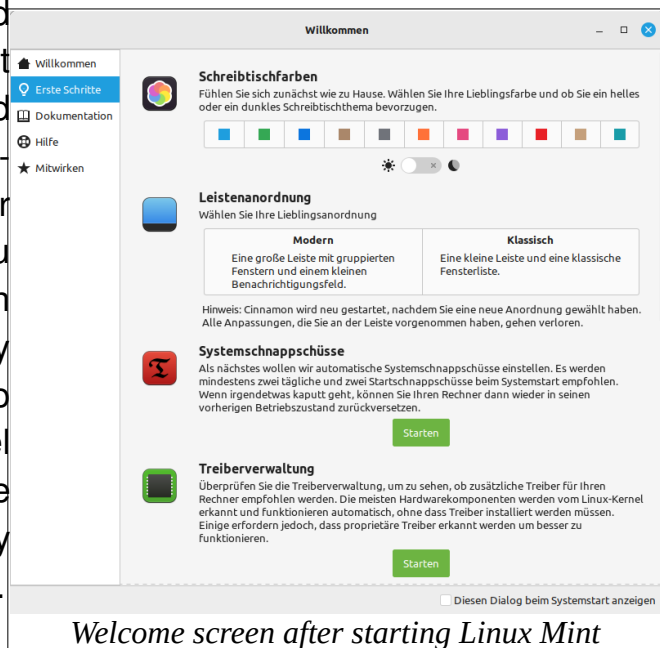 Willkommen
Willkommen
Erste Schritte
Dokumentation
Hilfe
Mitwirken
Schreibtischfarben
Fühlen Sie sich zunächst wie zu Hause. Wählen Sie Ihre Lieblingsfarbe und ob Sie ein helles
oder ein dunkles Schreibtischthema bevorzugen.
Leistenanordnung
Wählen Sie Ihre Lieblingsanordnung
Modern
Eine große Leiste mit gruppierten
Fenstern und einem kleinen
Benachrichtigungsfeld.
Klassisch
Eine kleine Leiste und eine klassische
Fensterliste.
Hinweis: Cinnamon wird neu gestartet, nachdem Sie eine neue Anordnung gewählt haben.
Alle Anpassungen, die Sie an der Leiste vorgenommen haben, gehen verloren.
Systemschnappschüsse
Als nächstes wollen wir automatische Systemschnappschüsse einstellen. Es werden
mindestens zwei tägliche und zwei Startschnappschüsse beim Systemstart empfohlen.
Wenn irgendetwas kaputt geht, können Sie Ihren Rechner dann wieder in seinen
vorherigen Betriebszustand zurückversetzen.
Starten
Treiberverwaltung
Überprüfen Sie die Treiberverwaltung, um zu sehen, ob zusätzliche Treiber für Ihren
Rechner empfohlen werden. Die meisten Hardwarekomponenten werden vom Linux-Kernel
erkannt und funktionieren automatisch, ohne dass Treiber installiert werden müssen.
Einige erfordern jedoch, dass proprietäre Treiber erkannt werden um besser zu
funktionieren.
Starten
Diesen Dialog beim Systemstart anzeigen
Welcome screen after starting Linux Mint